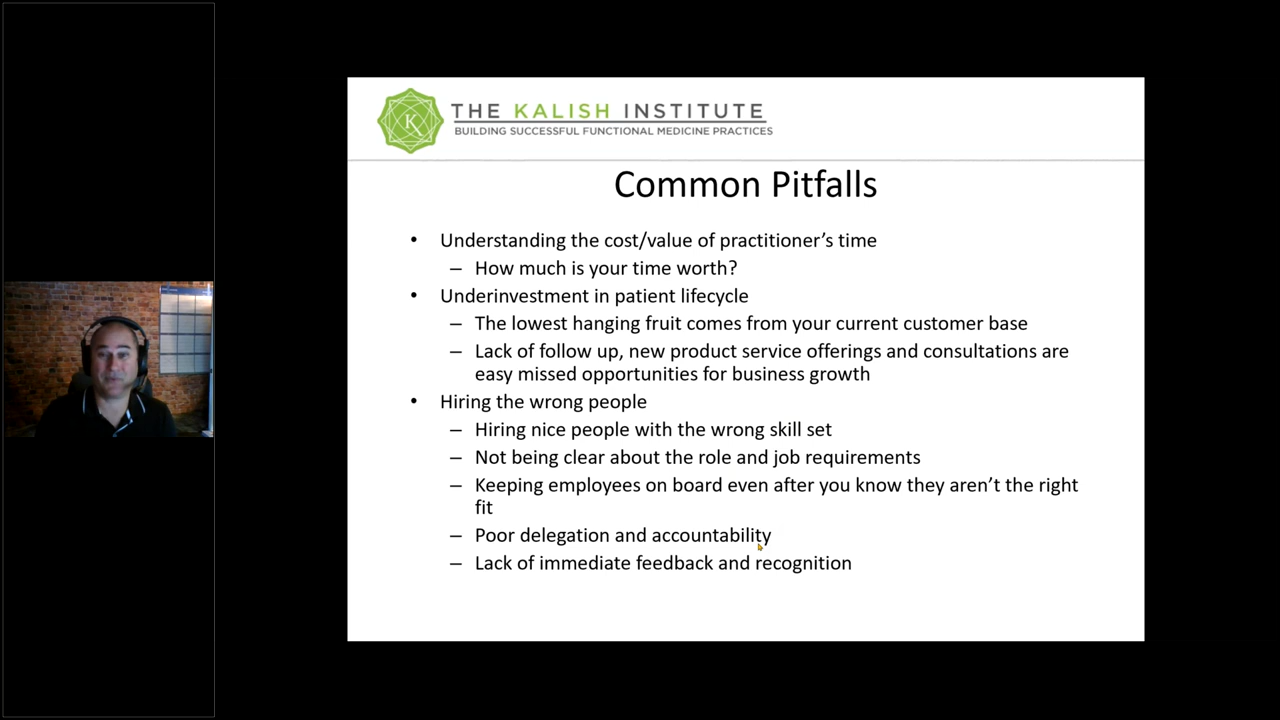 THE KALISH INSTITUTE
BUILDING SUCCESSFUL FUNCTIONAL MEDICINE PRACTICES
Common Pitfalls
• Understanding the cost/value of practitioner’s time
– How much is your time worth?
• Underinvestment in patient lifecycle
– The lowest hanging fruit comes from your current customer base
– Lack of follow up, new product service offerings and consultations are
easy missed opportunities for business growth
• Hiring the wrong people
– Hiring nice people with the wrong skill set
– Not being clear about the role and job requirements
– Keeping employees on board even after you know they aren’t the right
fit
– Poor delegation and accountability
– Lack of immediate feedback and recognition